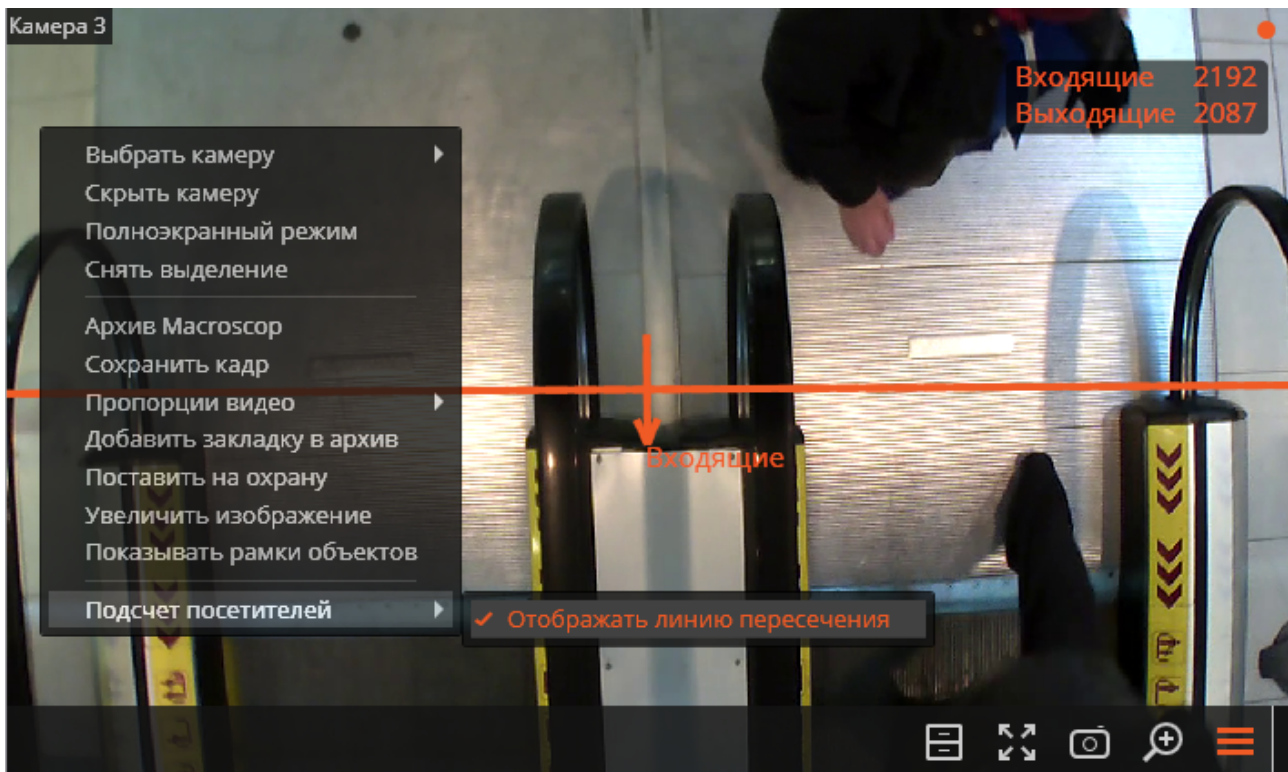 Камера 3
Входящие 2192
Выходящие 2087
Выбрать камеру
Скрыть камеру
Полноэкранный режим
Снять выделение
Архив Macroscop
Сохранить кадр
Пропорции видео
Добавить закладку в архив
Поставить на охрану
Увеличить изображение
Показывать рамки объектов
Подсчет посетителей
Отображать линию пересечения
Входящие